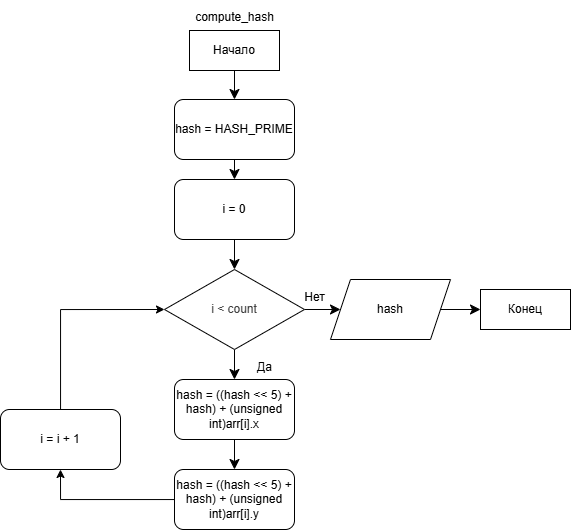 compute_hash
Начало
hash = HASH_PRIME
i = 0
i < count
Нет
hash
Конец
Да
hash = ((hash << 5) +
hash) + (unsigned
int)arr[i].x
i = i + 1
hash = ((hash << 5) +
hash) + (unsigned
int)arr[i].y